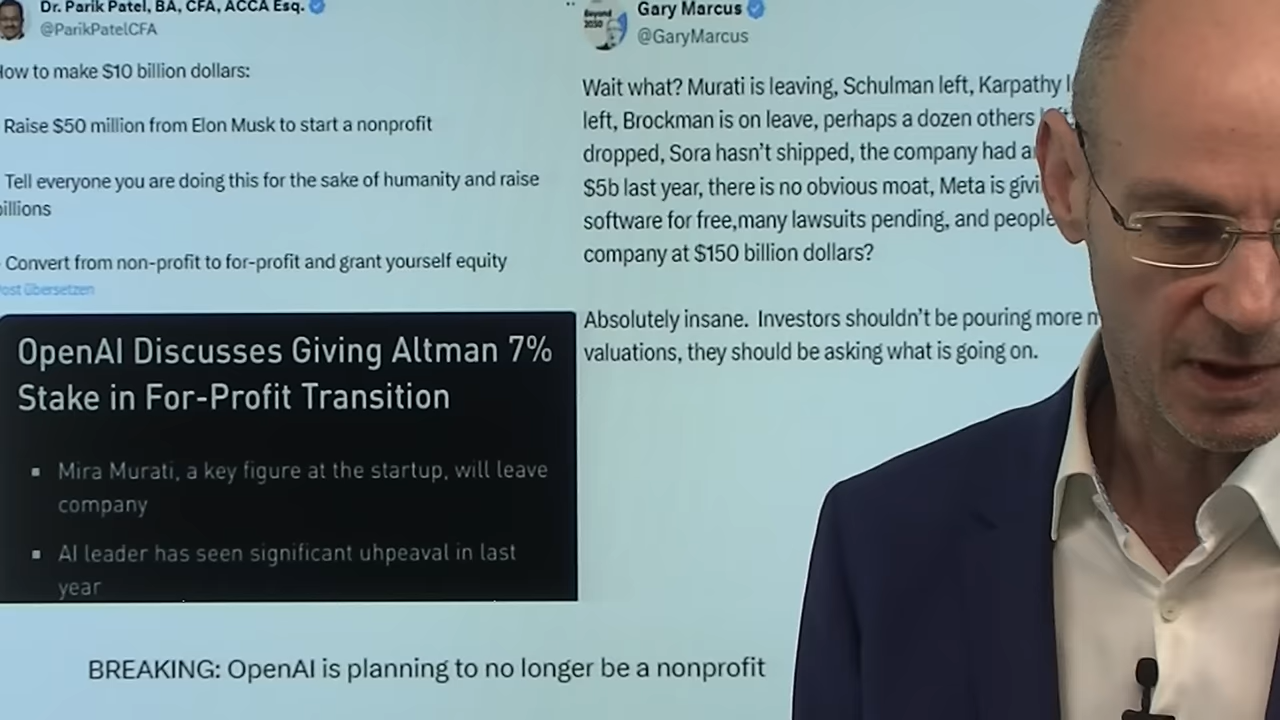 Dr. Parik Patel, BA, CFA, ACCA Esq.
@ParikPatelCFA
How to make $10 billion dollars:
Raise $50 million from Elon Musk to start a nonprofit
Tell everyone you are doing this for the sake of humanity and raise
billions
Convert from non-profit to for-profit and grant yourself equity
Post übersetzen
OpenAI Discusses Giving Altman 7%
Stake in For-Profit Transition
▪ Mira Murati, a key figure at the startup, will leave
company
▪ AI leader has seen significant uhpeaval in last
year
Beyond
2030
Gary Marcus
@GaryMarcus
Wait what? Murati is leaving, Schulman left, Karpathy
left, Brockman is on leave, perhaps a dozen others
dropped, Sora hasn't shipped, the company had
$5b last year, there is no obvious moat, Meta is
software for free,many lawsuits pending, and people
company at $150 billion dollars?
Absolutely insane. Investors shouldn't be pouring more
valuations, they should be asking what is going on.
BREAKING: OpenAI is planning to no longer be a nonprofit